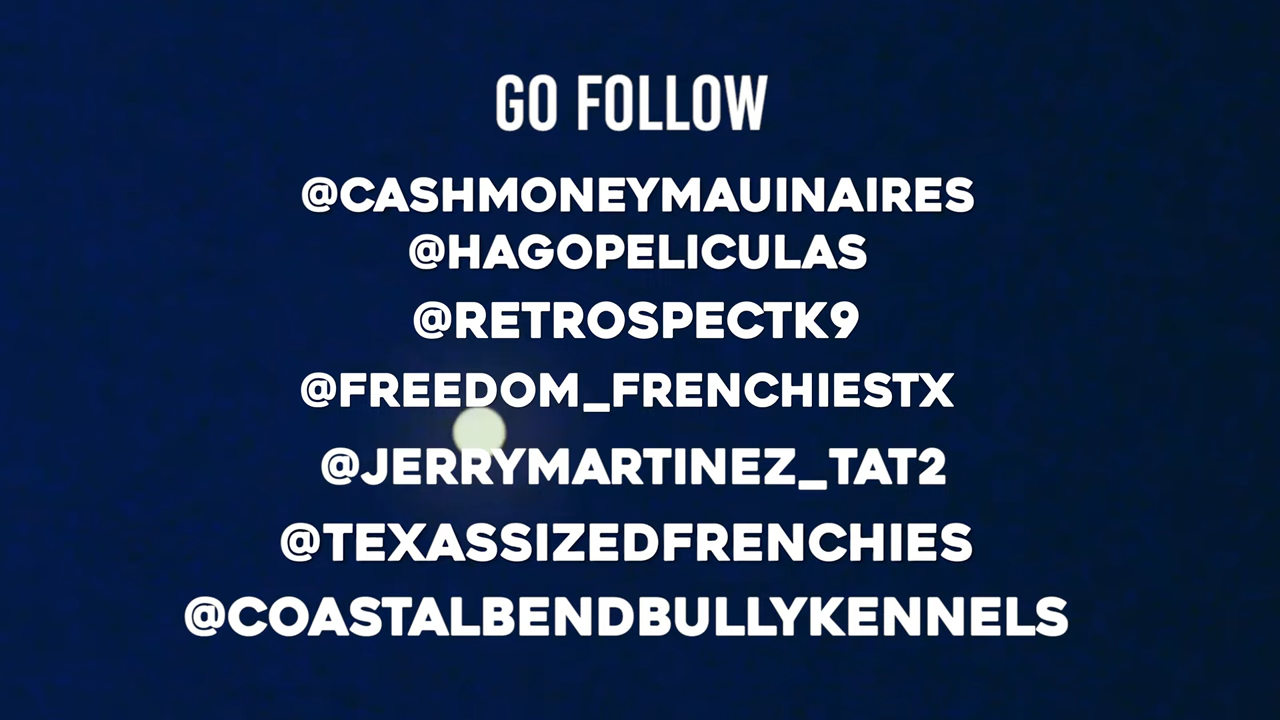 GO FOLLOW
@CASHMONEYMAUINAIRES
@HAGOPELICULAS
@RETROSPECTK9
@FREEDOM_FRENCHIESTX
@JERRYMARTINEZ_TAT2
@TEXASSIZEDFRENCHIES
@COASTALBENDBULLYKENNELS